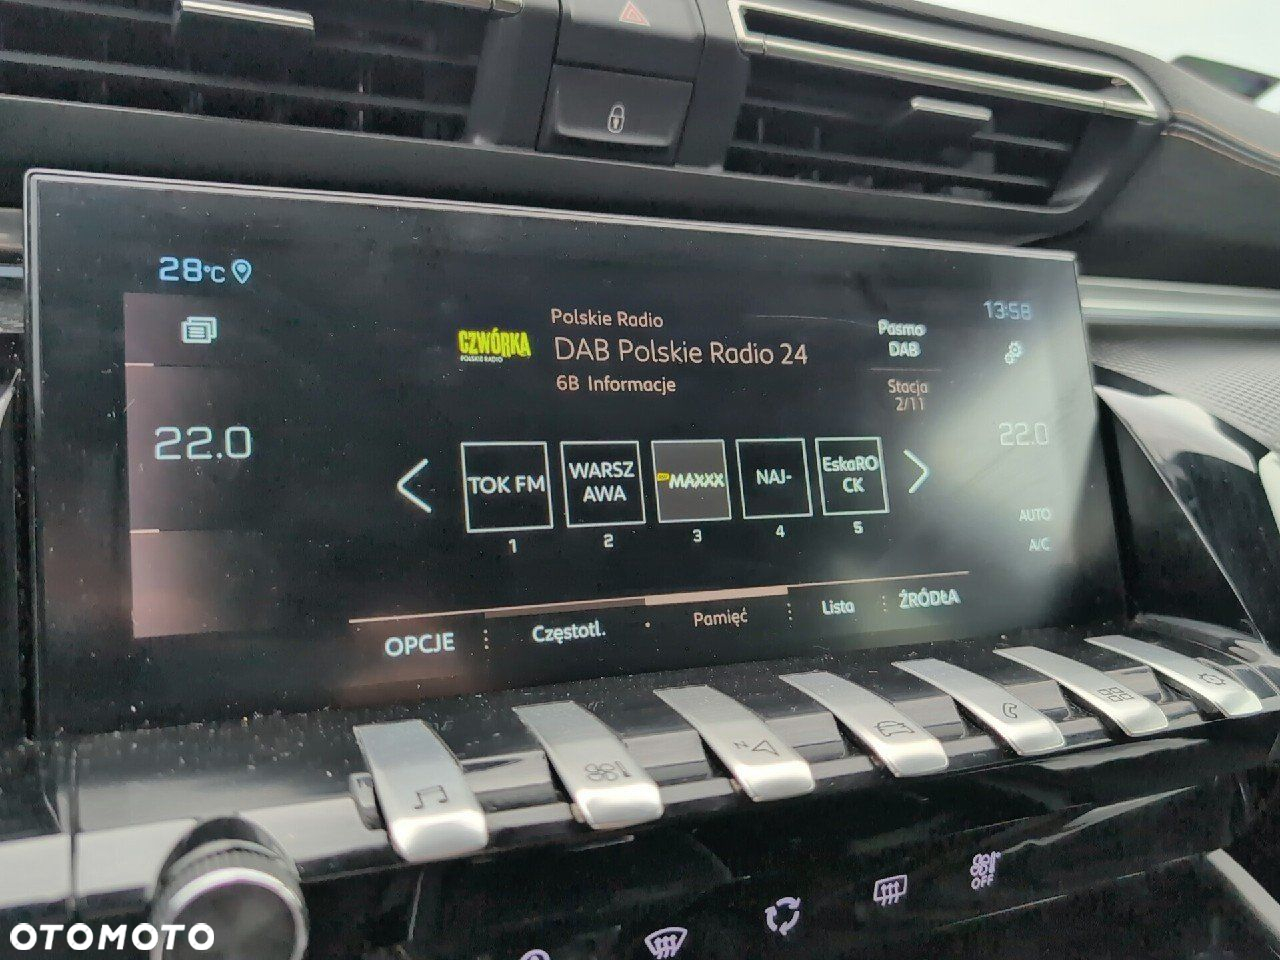 28°C
13:58
CZWÓRKA
POLSKIE RADIO
Polskie Radio
DAB Polskie Radio 24
6B Informacje
Pasmo
DAB
Stacja
2/11
22.0
22.0
TOK FM
WARSZ
AWA
MAXXX
NAJ-
EskaRO
CK
1
2
3
4
5
AUTO
A/C
OPCJE
Częstotl.
Pamięć
Lista
ŹRÓDŁA
N
OFF
OTOMOTO